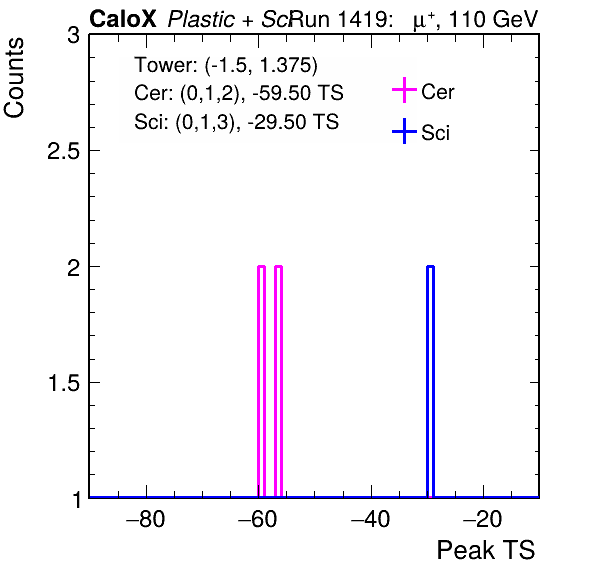 CaloX Plastic + Sci Run 1419: μ+, 110 GeV
Counts
Tower: (-1.5, 1.375)
Cer: (0,1,2), -59.50 TS
Sci: (0,1,3), -29.50 TS
Cer
Sci
3
2.5
2
1.5
1
−80 −60 −40 −20
Peak TS